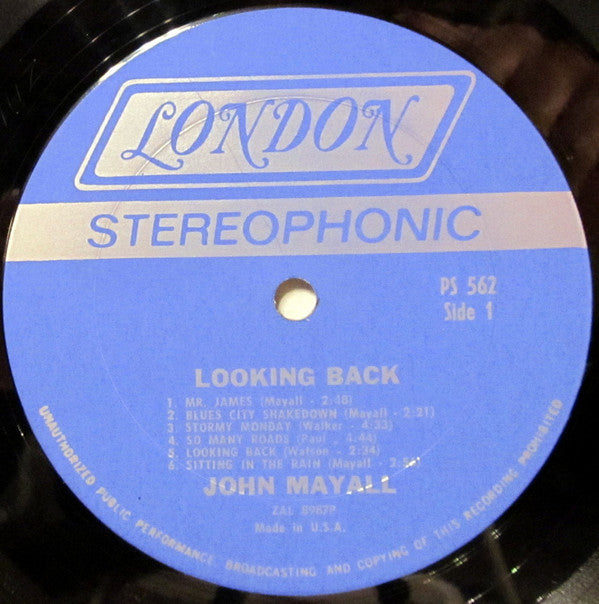 LONDON
STEREOPHONIC
PS 562
Side 1
LOOKING BACK
1. MR. JAMES (Mayall - 2:48)
2. BLUES CITY SHAKEDOWN (Mayall - 2:21)
3. STORMY MONDAY (Walker - 4:33)
4. SO MANY ROADS (Paul - 4:44)
5. LOOKING BACK (Watson - 2:34)
6. SITTING IN THE RAIN (Mayall -
JOHN MAYALL
ZAL 8987P
Made in U.S.A.
UNAUTHORIZED PUBLIC PERFORMANCE, BROADCASTING AND COPYING OF THIS RECORDING PROHIBITED